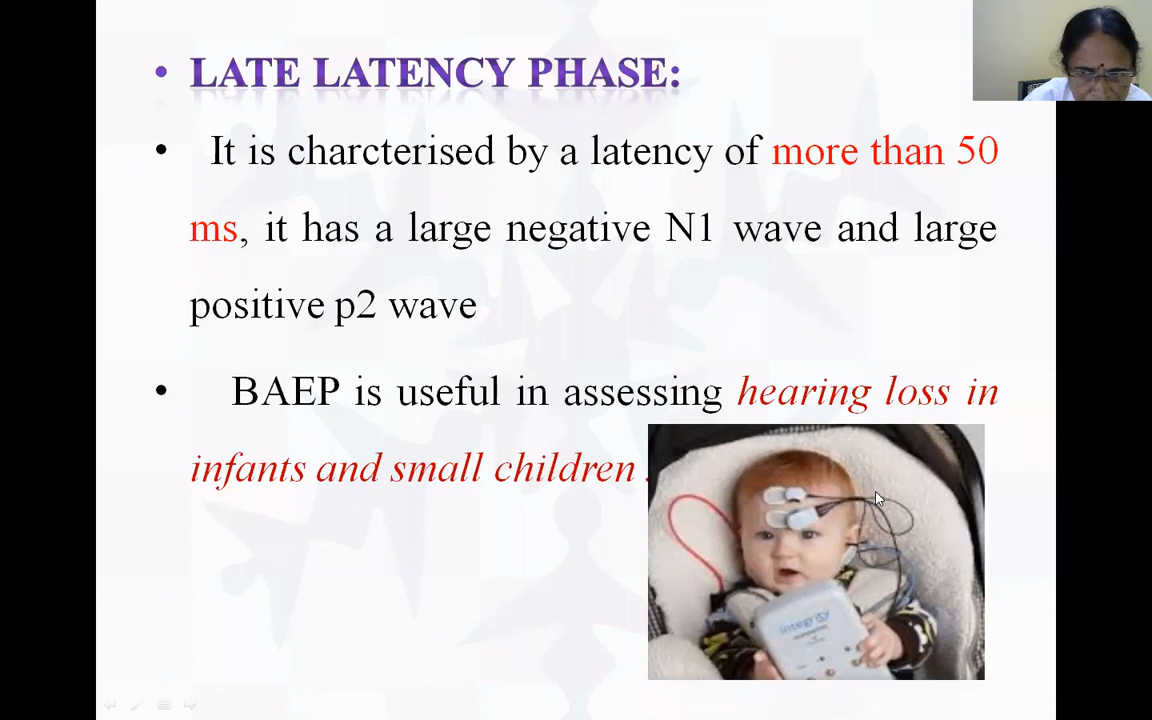 • LATE LATENCY PHASE:
• It is charcterised by a latency of more than 50
ms, it has a large negative N1 wave and large
positive p2 wave
• BAEP is useful in assessing hearing loss in
infants and small children .
integrity